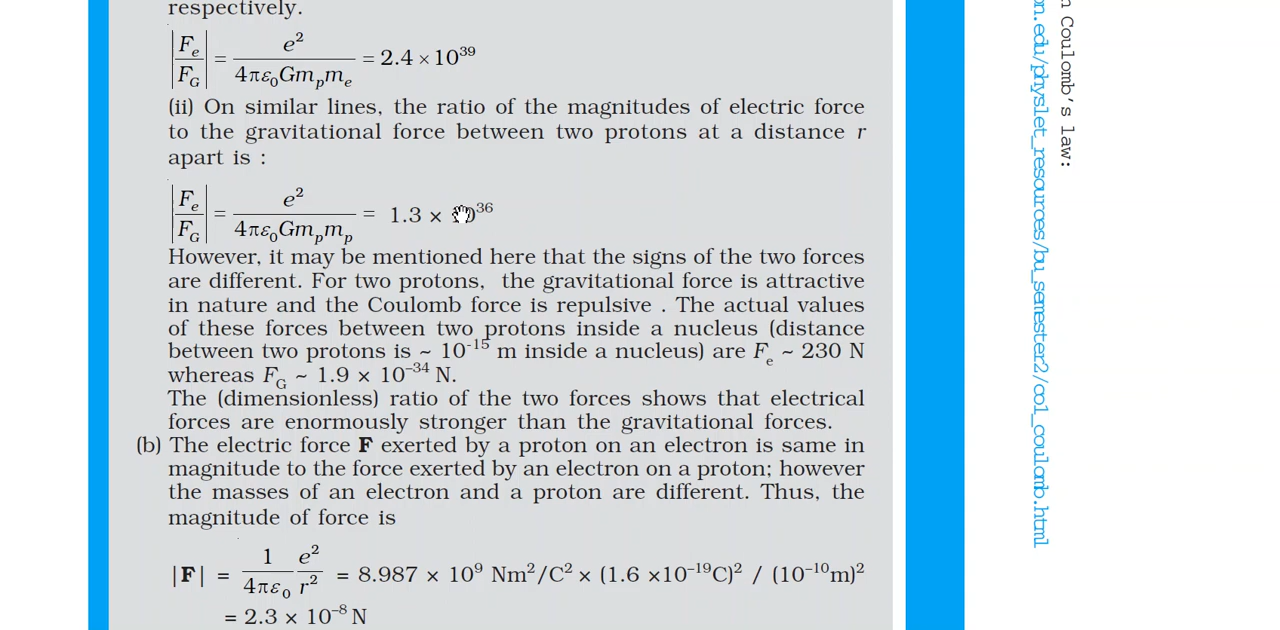 respectively.
|F_e/F_G| = e²/4πε₀Gm_pm_e = 2.4 × 10³⁹
(ii) On similar lines, the ratio of the magnitudes of electric force
to the gravitational force between two protons at a distance r
apart is :
|F_e/F_G| = e²/4πε₀Gm_pm_p = 1.3 × 10³⁶
However, it may be mentioned here that the signs of the two forces
are different. For two protons, the gravitational force is attractive
in nature and the Coulomb force is repulsive . The actual values
of these forces between two protons inside a nucleus (distance
between two protons is ~ 10⁻¹⁵ m inside a nucleus) are Fₑ ~ 230 N
whereas F_G ~ 1.9 × 10⁻³⁴ N.
The (dimensionless) ratio of the two forces shows that electrical
forces are enormously stronger than the gravitational forces.
(b) The electric force F exerted by a proton on an electron is same in
magnitude to the force exerted by an electron on a proton; however
the masses of an electron and a proton are different. Thus, the
magnitude of force is
|F| = 1/4πε₀ e²/r² = 8.987 × 10⁹ Nm²/C² × (1.6 ×10⁻¹⁹C)² / (10⁻¹⁰m)²
= 2.3 × 10⁻⁸ N
Coulomb's law:
on.edu/physlet_resources/bu_semester2/co1_coulomb.html